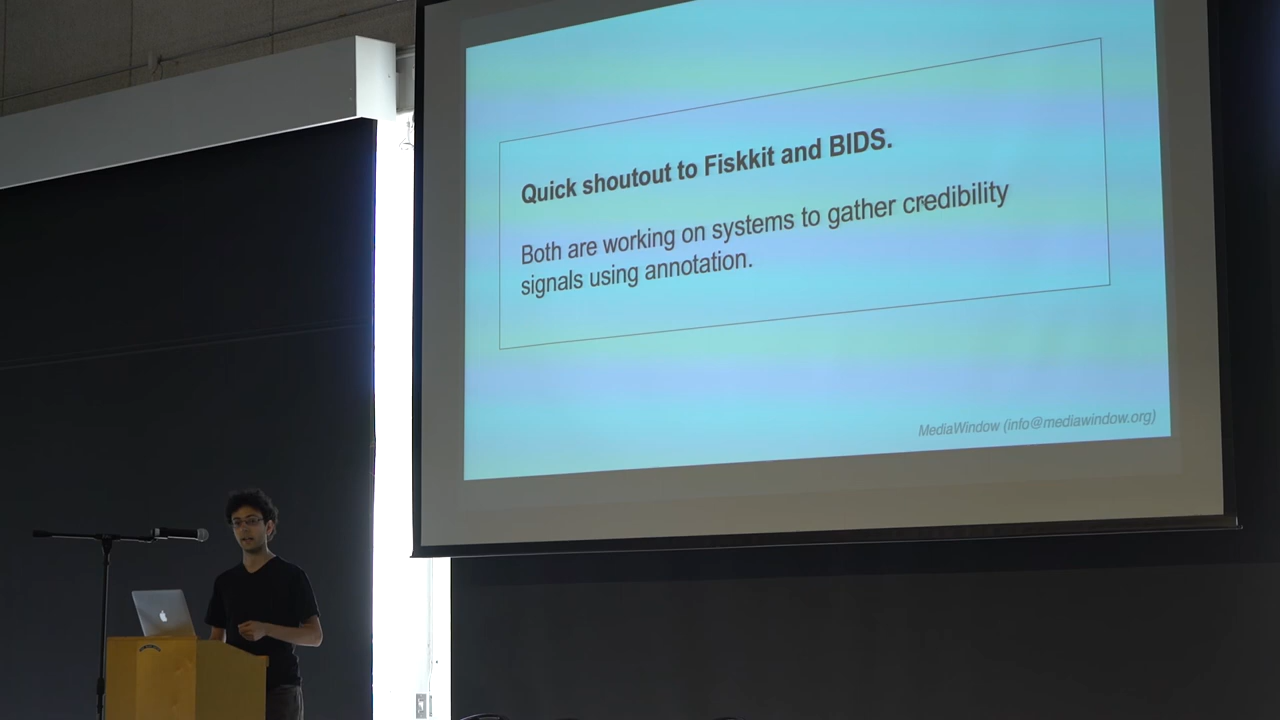 Quick shoutout to Fiskkit and BIDS.
Both are working on systems to gather credibility
signals using annotation.
MediaWindow (info@mediawindow.org)